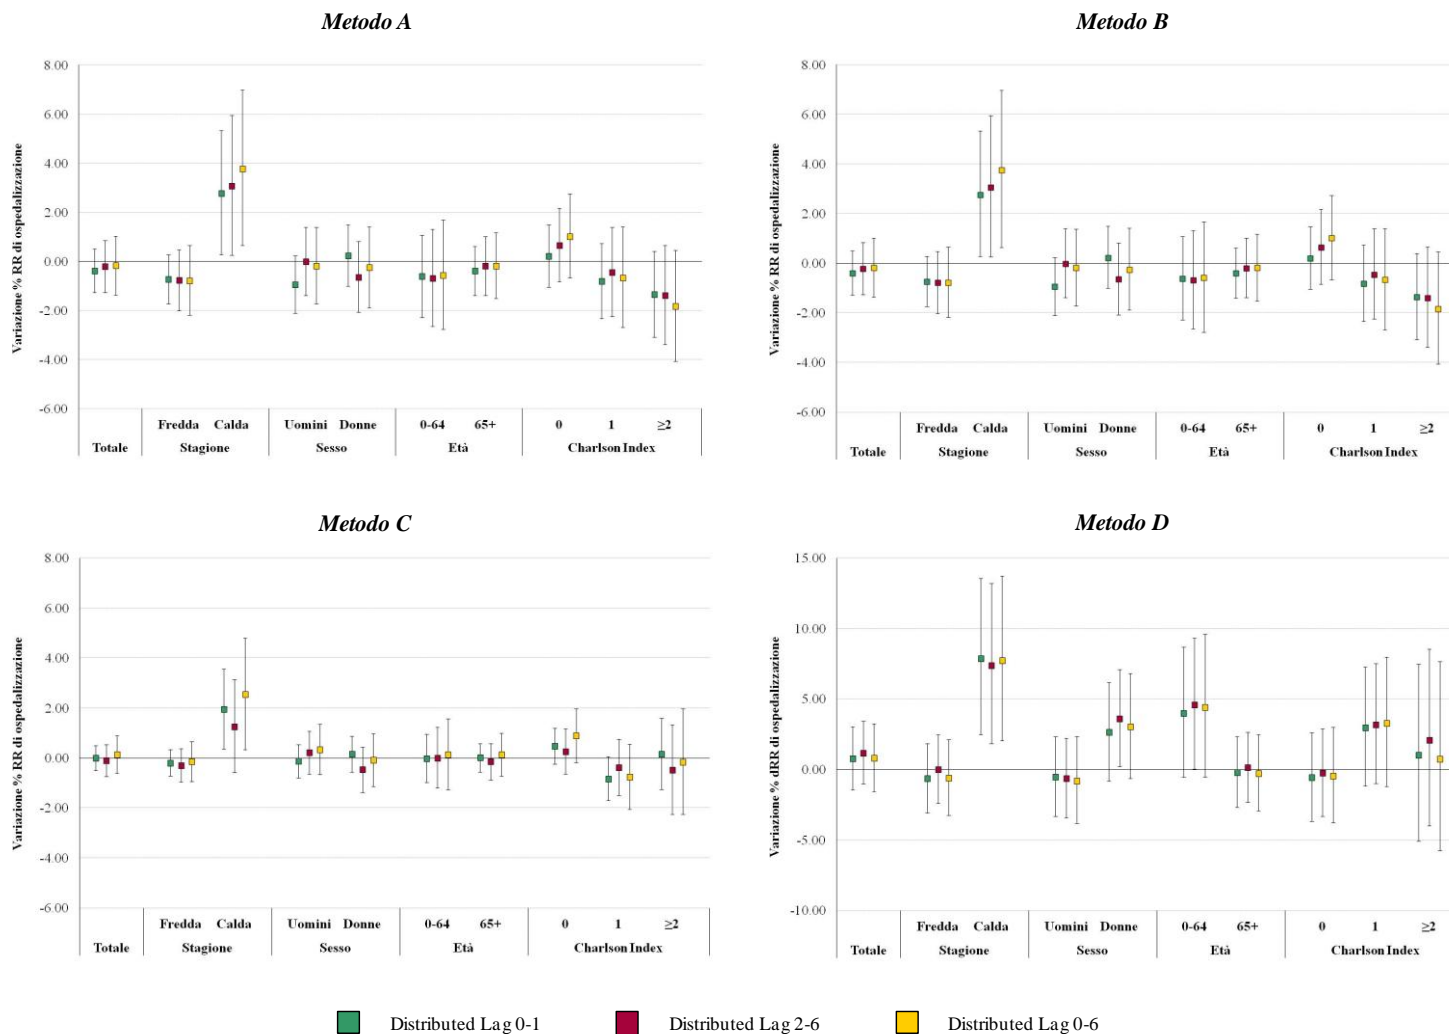 Metodo A
Variazione % RR di ospedalizzazione
8.00
6.00
4.00
2.00
0.00
-2.00
-4.00
-6.00
Fredda Calda Uomini Donne 0-64 65+ 0 1 ≥2
Totale Stagione Sesso Età Charlson Index
Metodo B
Variazione % RR di ospedalizzazione
8.00
6.00
4.00
2.00
0.00
-2.00
-4.00
-6.00
Fredda Calda Uomini Donne 0-64 65+ 0 1 ≥2
Totale Stagione Sesso Età Charlson Index
Metodo C
Variazione % RR di ospedalizzazione
8.00
6.00
4.00
2.00
0.00
-2.00
-4.00
-6.00
Fredda Calda Uomini Donne 0-64 65+ 0 1 ≥2
Totale Stagione Sesso Età Charlson Index
Metodo D
Variazione % dRR di ospedalizzazione
15.00
10.00
5.00
0.00
-5.00
-10.00
Fredda Calda Uomini Donne 0-64 65+ 0 1 ≥2
Totale Stagione Sesso Età Charlson Index
Distributed Lag 0-1 Distributed Lag 2-6 Distributed Lag 0-6